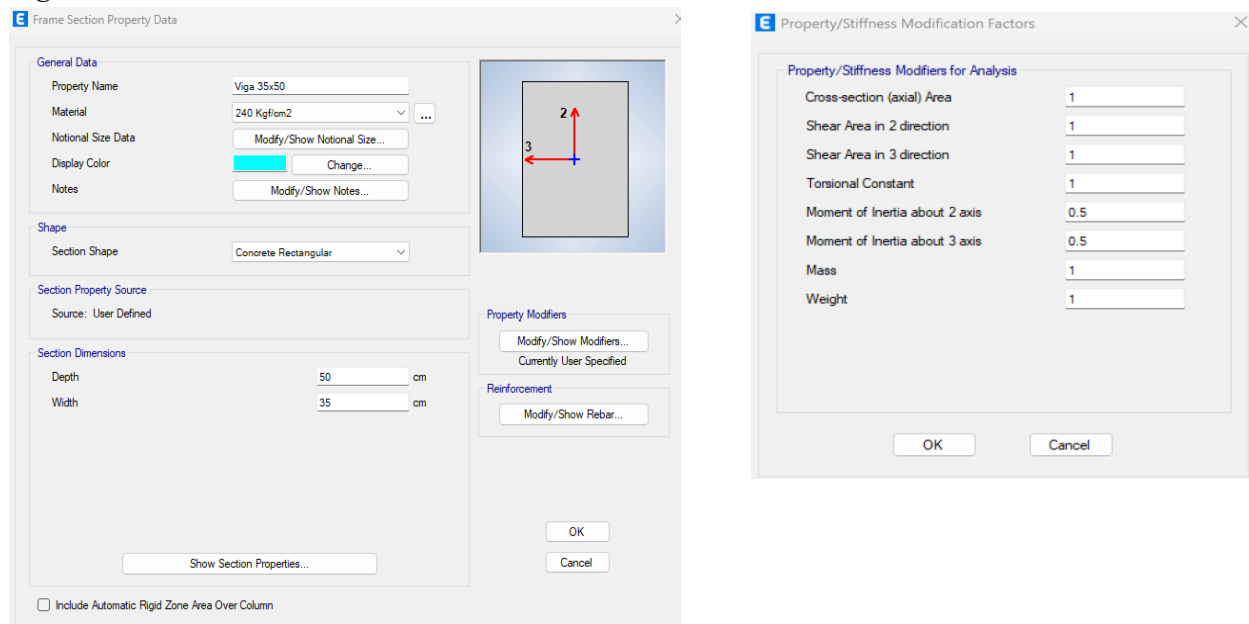 E Frame Section Property Data
General Data
Property Name Viga 35x50
Material 240 Kgf/cm2 ...
Notional Size Data Modify/Show Notional Size...
Display Color Change...
Notes Modify/Show Notes...
2
3
Shape
Section Shape Concrete Rectangular
Section Property Source
Source: User Defined
Property Modifiers
Modify/Show Modifiers...
Currently User Specified
Section Dimensions
Depth 50 cm
Width 35 cm
Reinforcement
Modify/Show Rebar...
OK
Show Section Properties... Cancel
Include Automatic Rigid Zone Area Over Column
E Property/Stiffness Modification Factors
Property/Stiffness Modifiers for Analysis
Cross-section (axial) Area 1
Shear Area in 2 direction 1
Shear Area in 3 direction 1
Torsional Constant 1
Moment of Inertia about 2 axis 0.5
Moment of Inertia about 3 axis 0.5
Mass 1
Weight 1
OK Cancel